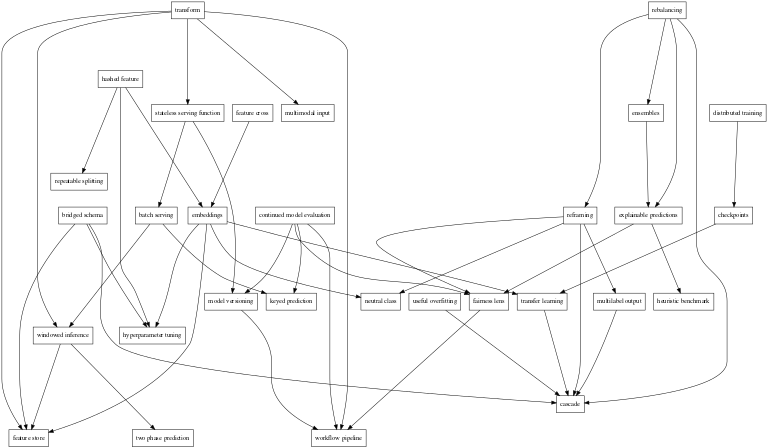 transform
rebalancing
hashed feature
stateless serving function
feature cross
multimodal input
ensembles
distributed training
repeatable splitting
bridged schema
batch serving
embeddings
continued model evaluation
reframing
explainable predictions
checkpoints
model versioning
keyed prediction
neutral class
useful overfitting
fairness lens
transfer learning
multilabel output
heuristic benchmark
windowed inference
hyperparameter tuning
cascade
feature store
two phase prediction
workflow pipeline